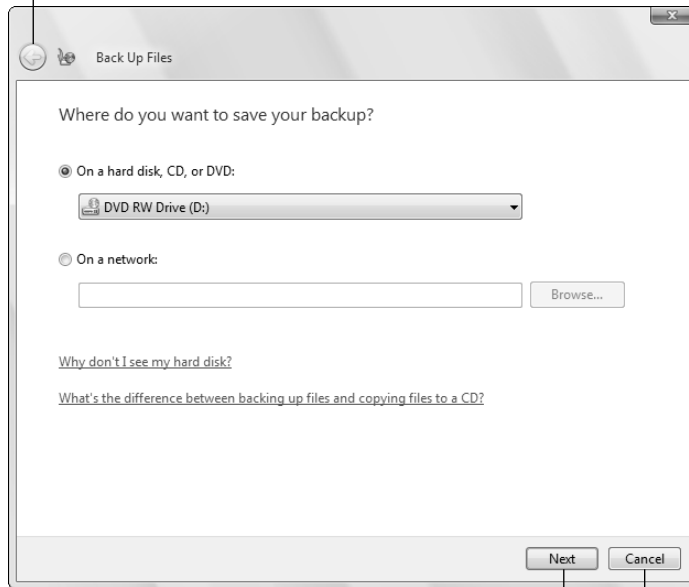 Back Up Files
Where do you want to save your backup?
On a hard disk, CD, or DVD:
DVD RW Drive (D:)
On a network:
Browse...
Why don't I see my hard disk?
What's the difference between backing up files and copying files to a CD?
Next Cancel